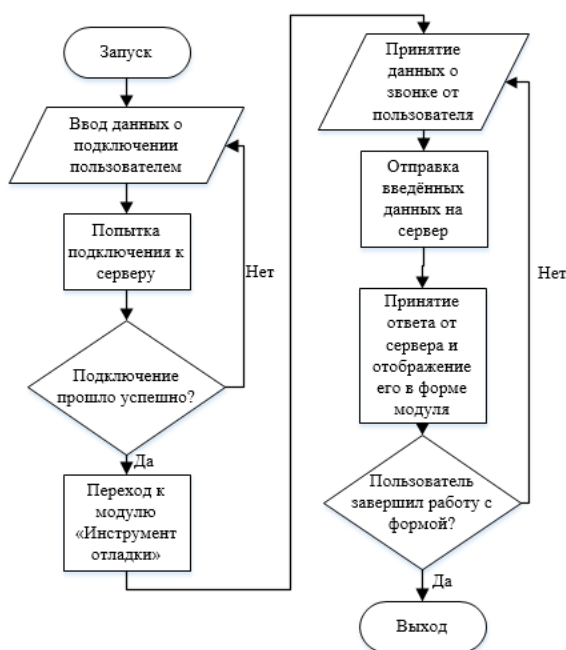 Запуск
Ввод данных о
подключении
пользователем
Попытка
подключения к
серверу
Нет
Подключение
прошло успешно?
Да
Переход к
модулю
«Инструмент
отладки»
Принятие
данных о
звонке от
пользователя
Отправка
введённых
данных на
сервер
Нет
Принятие
ответа от
сервера и
отображение
его в форме
модуля
Пользователь
завершил работу с
формой?
Да
Выход